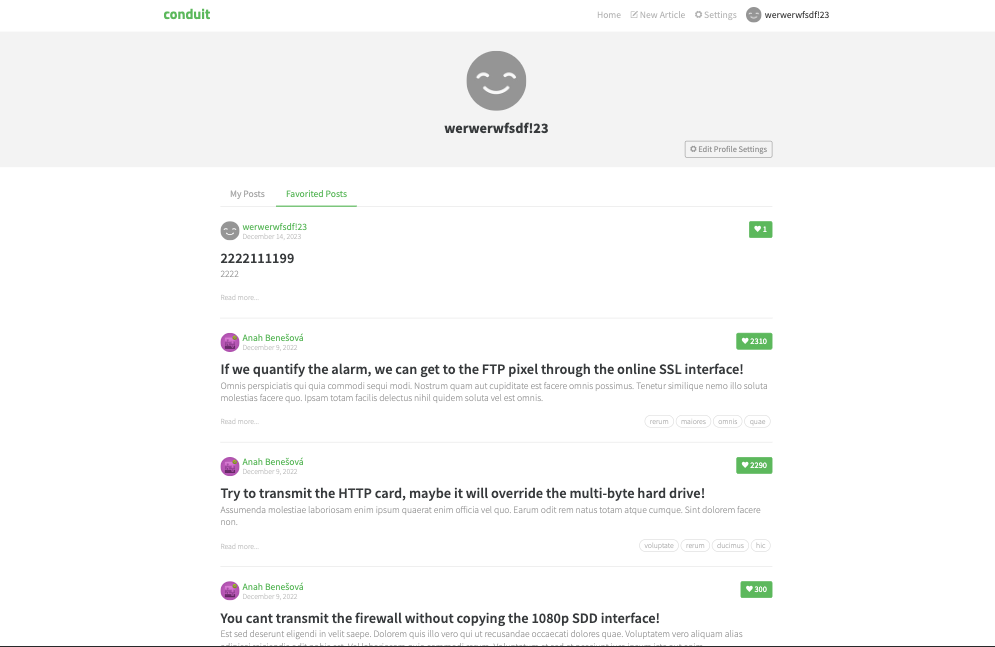 conduit
Home New Article Settings werwerwfsdf!23
werwerwfsdf!23
Edit Profile Settings
My Posts Favorited Posts
werwerwfsdf!23
December 14, 2023
1
2222111199
2222
Read more...
Anah Benešová
December 9, 2022
2310
If we quantify the alarm, we can get to the FTP pixel through the online SSL interface!
Omnis perspiciatis qui quia commodi sequi modi. Nostrum quam aut cupiditate est facere omnis possimus. Tenetur similique nemo illo soluta
molestias facere quo. Ipsam totam facilis delectus nihil quidem soluta vel est omnis.
Read more...
rerum maiores omnis quae
Anah Benešová
December 9, 2022
2290
Try to transmit the HTTP card, maybe it will override the multi-byte hard drive!
Assumenda molestiae laboriosam enim ipsum quaerat enim officia vel quo. Earum odit rem natus totam atque cumque. Sint dolorem facere
non.
Read more...
voluptate rerum ducimus hic
Anah Benešová
December 9, 2022
300
You cant transmit the firewall without copying the 1080p SDD interface!
Est sed deserunt eligendi in velit saepe. Dolorem quis illo vero qui ut recusandae occaecati dolores quae. Voluptatem vero aliquam alias